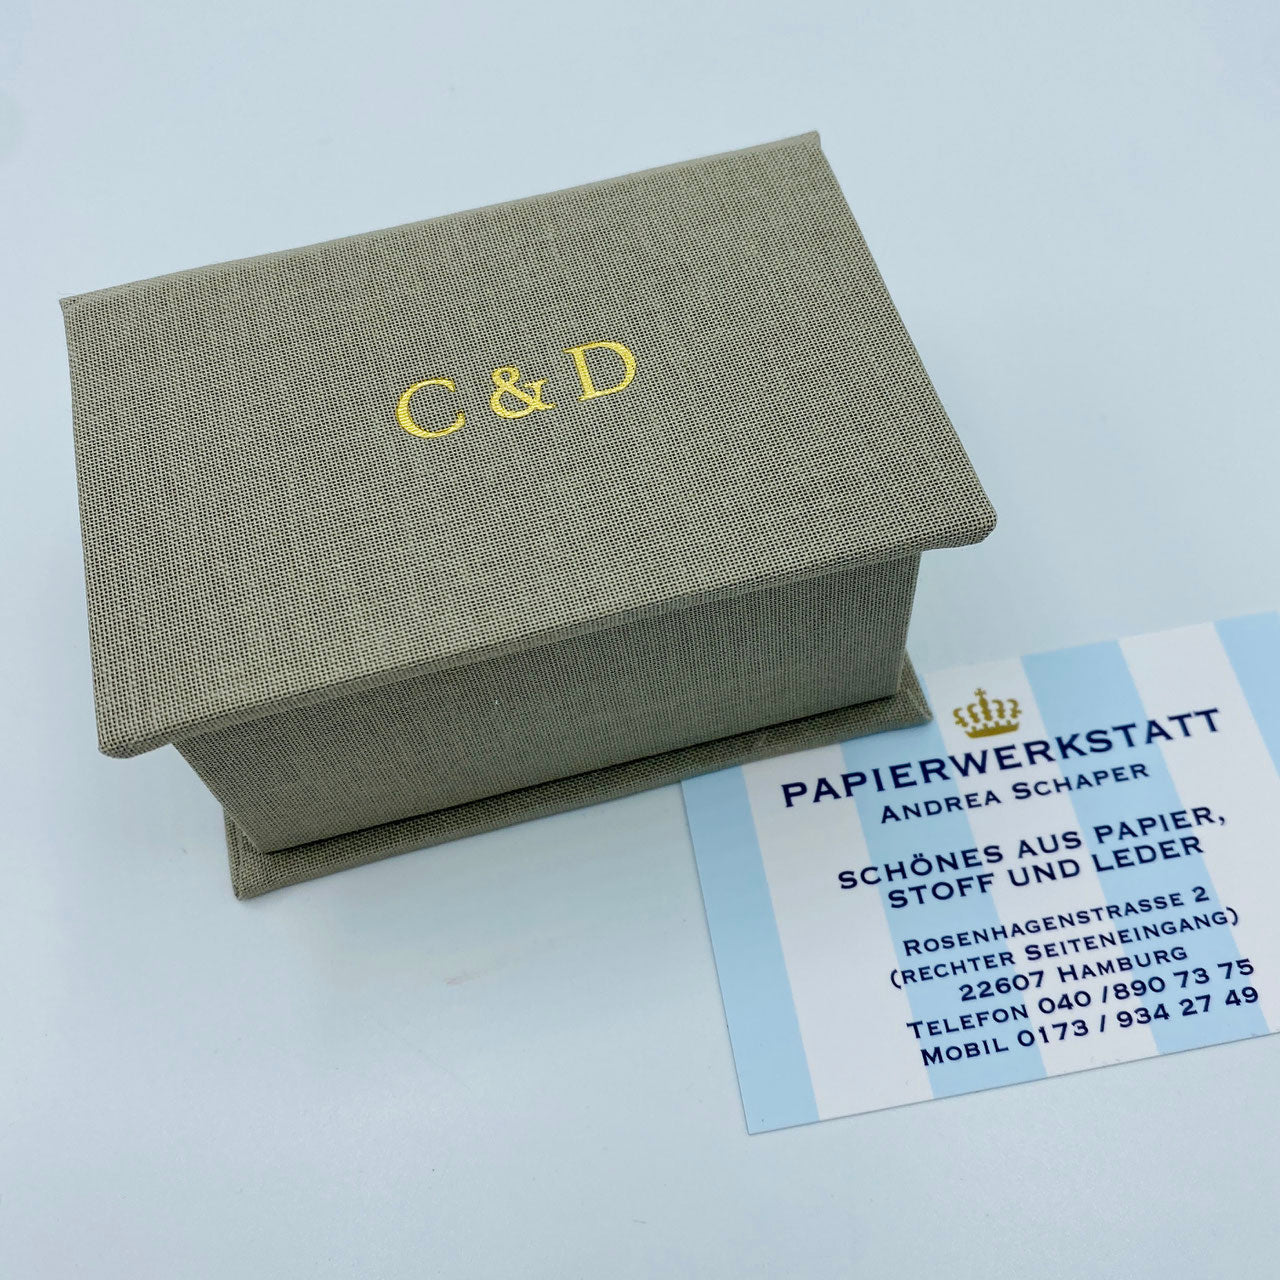 C & D
PAPIERWERKSTATT
ANDREA SCHAPER
SCHÖNES AUS PAPIER,
STOFF UND LEDER
ROSENHAGENSTRASSE 2
(RECHTER SEITENEINGANG)
22607 HAMBURG
TELEFON 040 / 890 73 75
MOBIL 0173 / 934 27 49